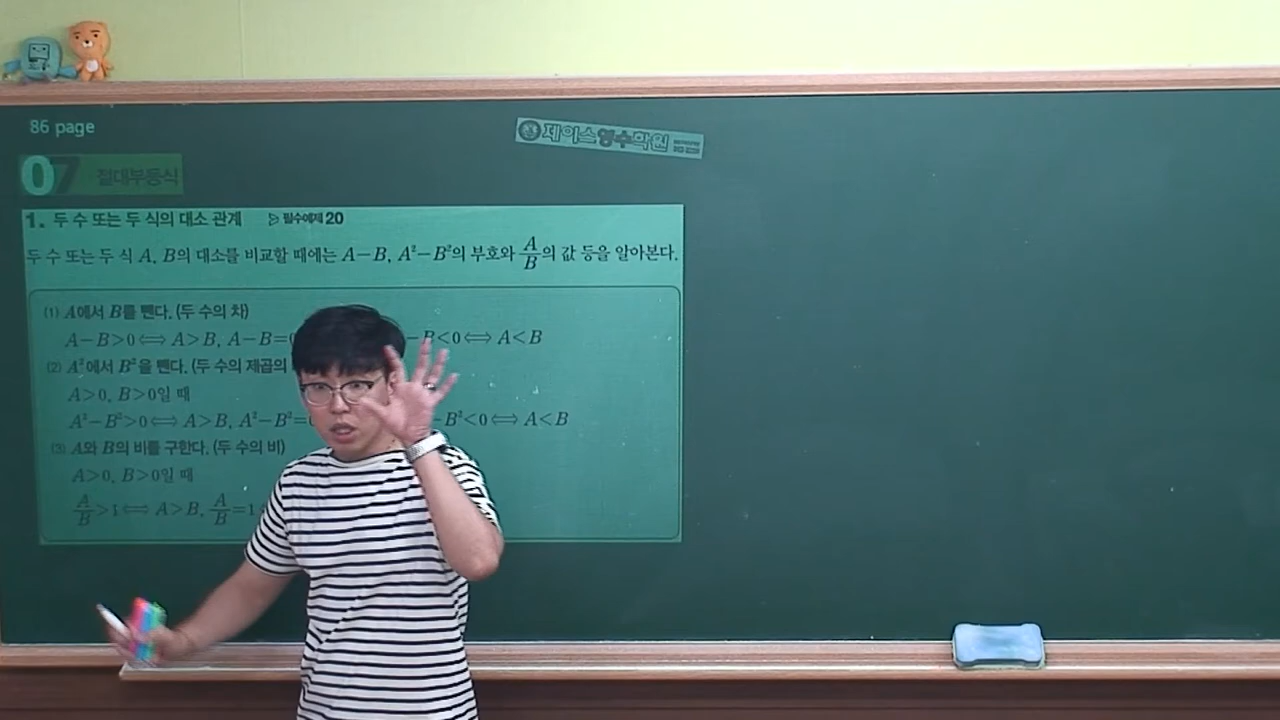 86 page
제이스영수학원
07 절대부등식
1. 두 수 또는 두 식의 대소 관계 ▷ 필수예제 20
두 수 또는 두 식 A, B의 대소를 비교할 때에는 A-B, A²-B²의 부호와 A/B의 값 등을 알아본다.
(1) A에서 B를 뺀다. (두 수의 차)
A-B>0⟺A>B, A-B= -B<0⟺A<B
(2) A²에서 B²을 뺀다. (두 수의 제곱의
A>0, B>0일 때
A²-B²>0⟺A>B, A²-B²= -B²<0⟺A<B
(3) A와 B의 비를 구한다. (두 수의 비)
A>0, B>0일 때
A/B>1⟺A>B, A/B=1